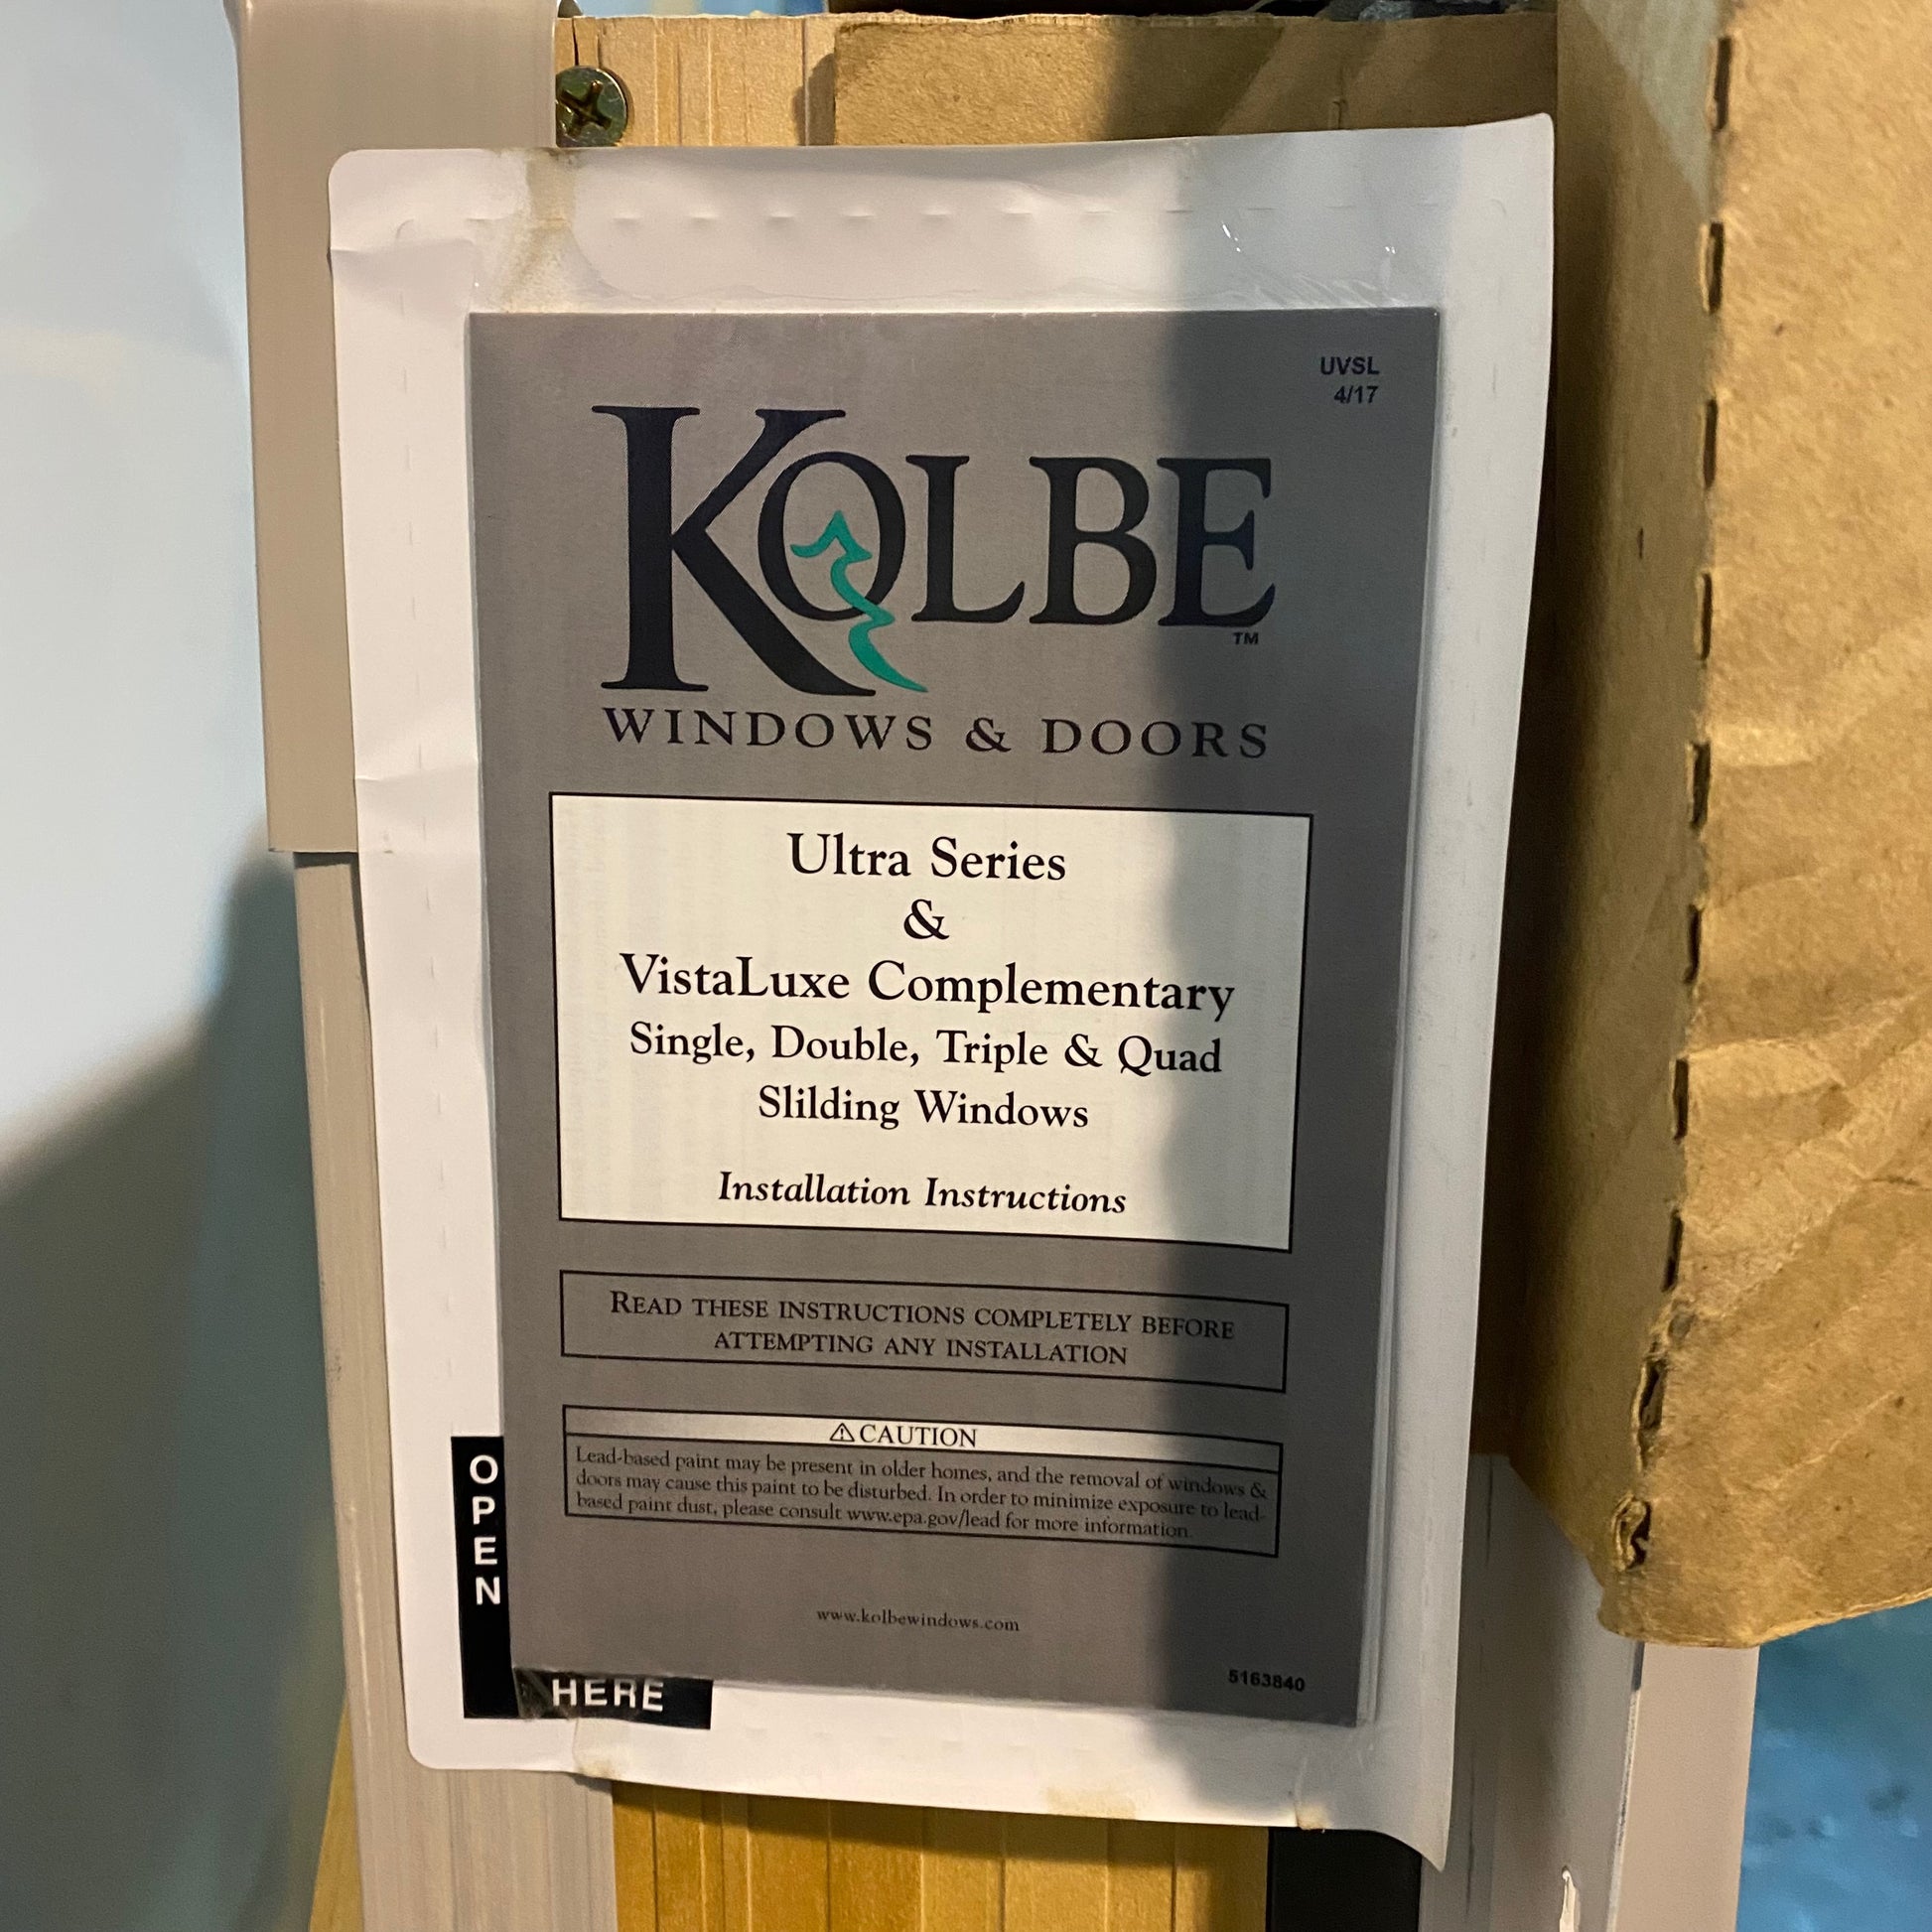 UVSL
4/17
KOLBE
TM
WINDOWS & DOORS
Ultra Series
&
VistaLuxe Complementary
Single, Double, Triple & Quad
Slilding Windows
Installation Instructions
READ THESE INSTRUCTIONS COMPLETELY BEFORE
ATTEMPTING ANY INSTALLATION
⚠CAUTION
Lead-based paint may be present in older homes, and the removal of windows &
doors may cause this paint to be disturbed. In order to minimize exposure to lead-
based paint dust, please consult www.epa.gov/lead for more information.
www.kolbewindows.com
5163840
OPEN
HERE